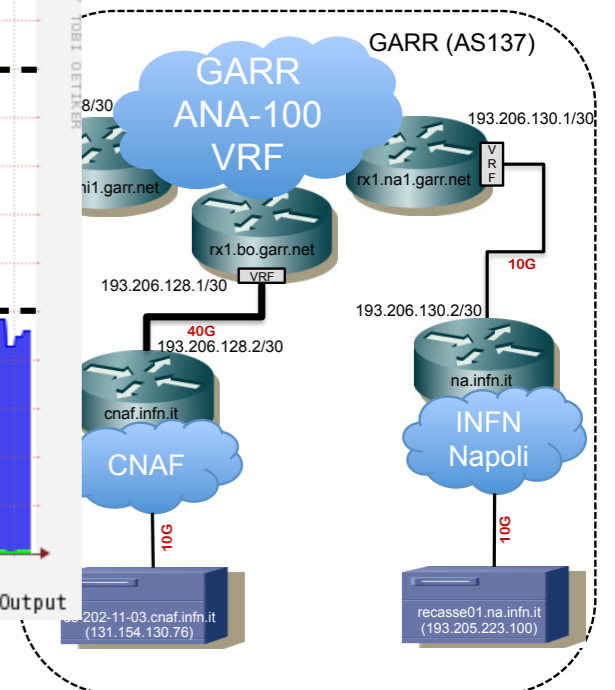 TOBI OETIKER
GARR (AS137)
GARR
ANA-100
VRF
8/30
193.206.130.1/30
VRF
mi1.garr.net
rx1.na1.garr.net
rx1.bo.garr.net
VRF
193.206.128.1/30
10G
193.206.130.2/30
40G
193.206.128.2/30
na.infn.it
cnaf.infn.it
INFN
Napoli
CNAF
10G
10G
Output
-202-11-03.cnaf.infn.it
(131.154.130.76)
recasse01.na.infn.it
(193.205.223.100)